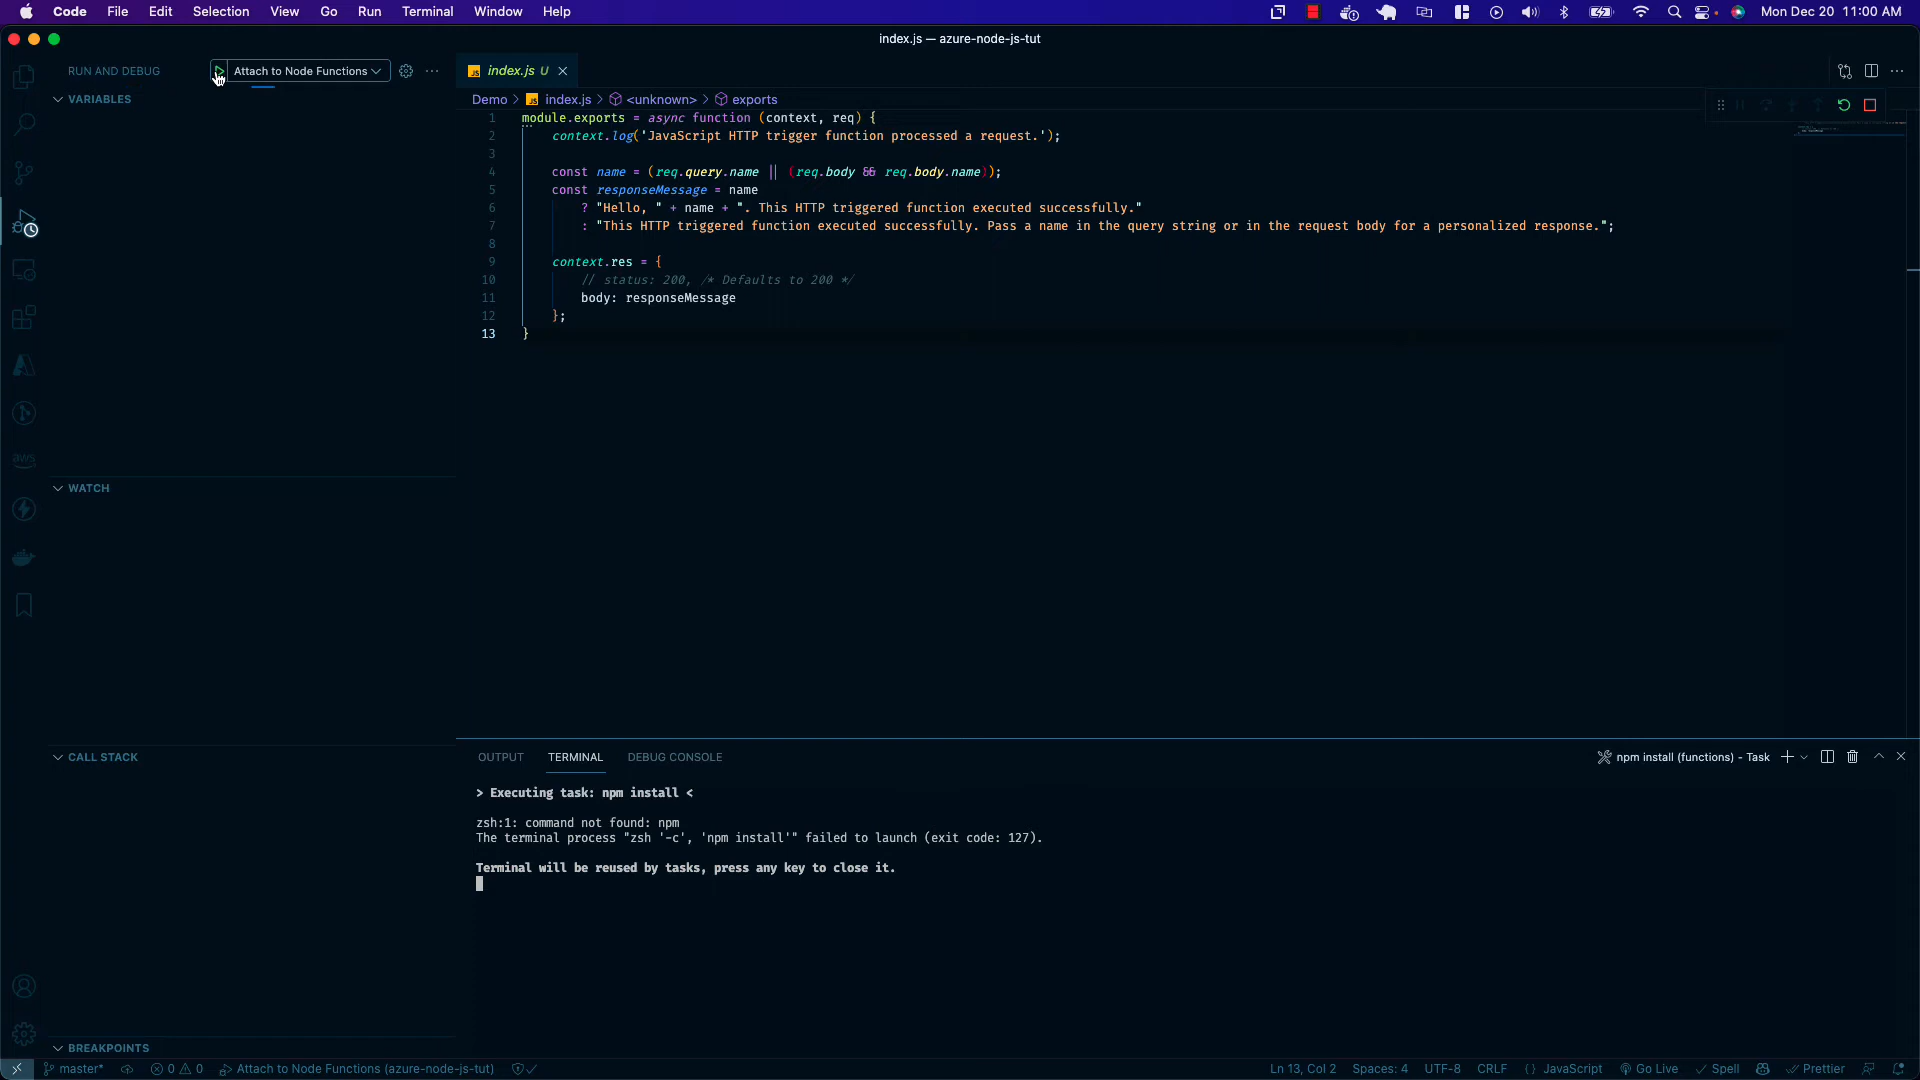 Code File Edit Selection View Go Run Terminal Window Help Mon Dec 20 11:00 AM
index.js — azure-node-js-tut
RUN AND DEBUG Attach to Node Functions
index.js U
VARIABLES
Demo > index.js > <unknown> > exports
1 module.exports = async function (context, req) {
2 context.log('JavaScript HTTP trigger function processed a request.');
3
4 const name = (req.query.name || (req.body && req.body.name));
5 const responseMessage = name
6 ? "Hello, " + name + ". This HTTP triggered function executed successfully."
7 : "This HTTP triggered function executed successfully. Pass a name in the query string or in the request body for a personalized response.";
8
9 context.res = {
10 // status: 200, /* Defaults to 200 */
11 body: responseMessage
12 };
13 }
aws
WATCH
CALL STACK
OUTPUT TERMINAL DEBUG CONSOLE npm install (functions) - Task
> Executing task: npm install <
zsh:1: command not found: npm
The terminal process "zsh '-c', 'npm install'" failed to launch (exit code: 127).
Terminal will be reused by tasks, press any key to close it.
BREAKPOINTS
master* 0 0 Attach to Node Functions (azure-node-js-tut) Ln 13, Col 2 Spaces: 4 UTF-8 CRLF JavaScript Go Live Spell Prettier